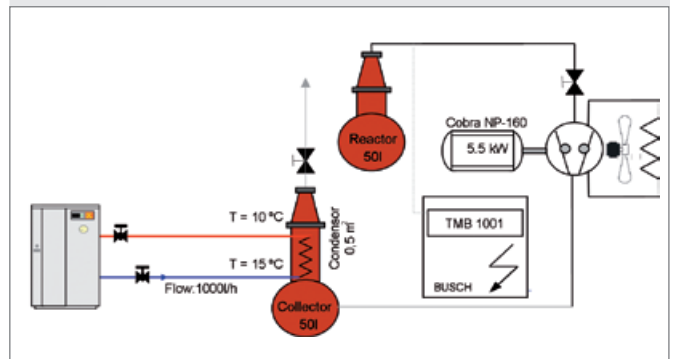 Reactor
50l
Cobra NP-160
5.5 kW
T = 10 ºC
Condensor
0,5 m²
TMB 1001
T = 15 ºC
Flow:1000l/h
BUSCH
Collector
50l